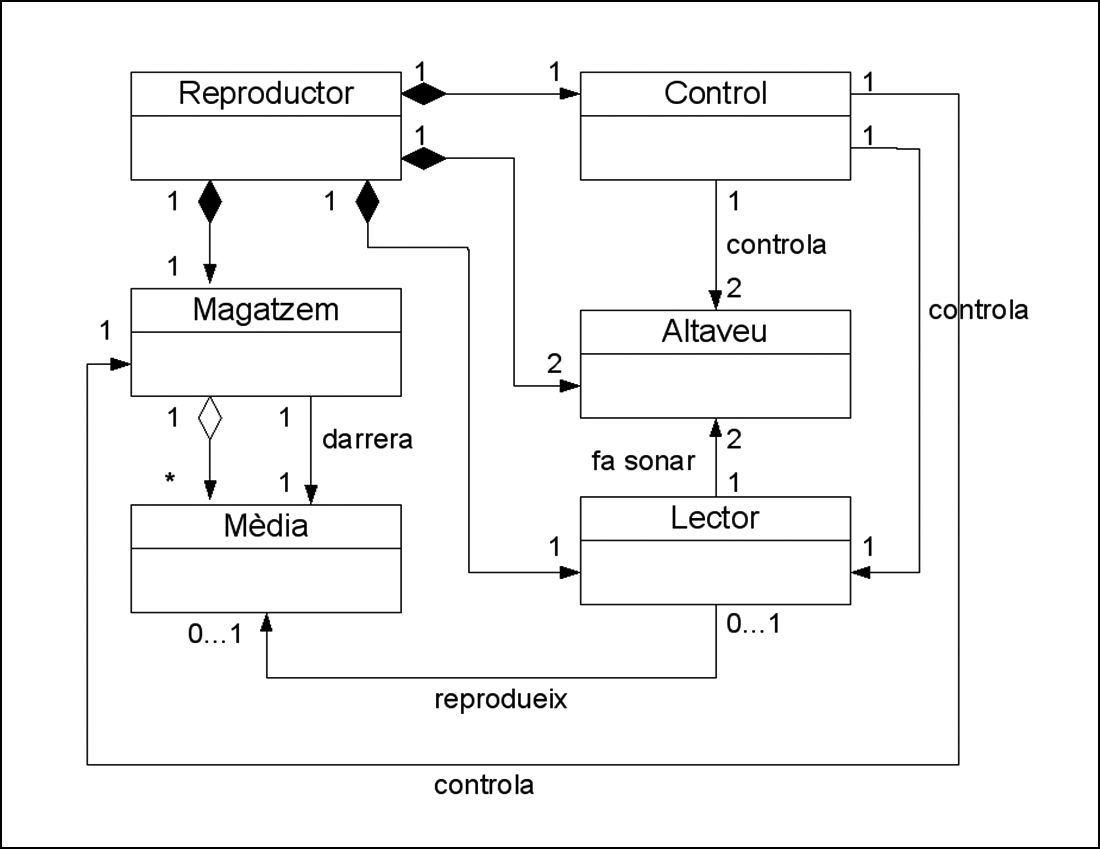 Reproductor
1
1
Control
1
1
1
1
1
1
controla
1
2
controla
Magatzem
1
Altaveu
2
1
1
darrera
2
fa sonar
*
1
1
Mèdia
Lector
1
1
0...1
0...1
reprodueix
controla